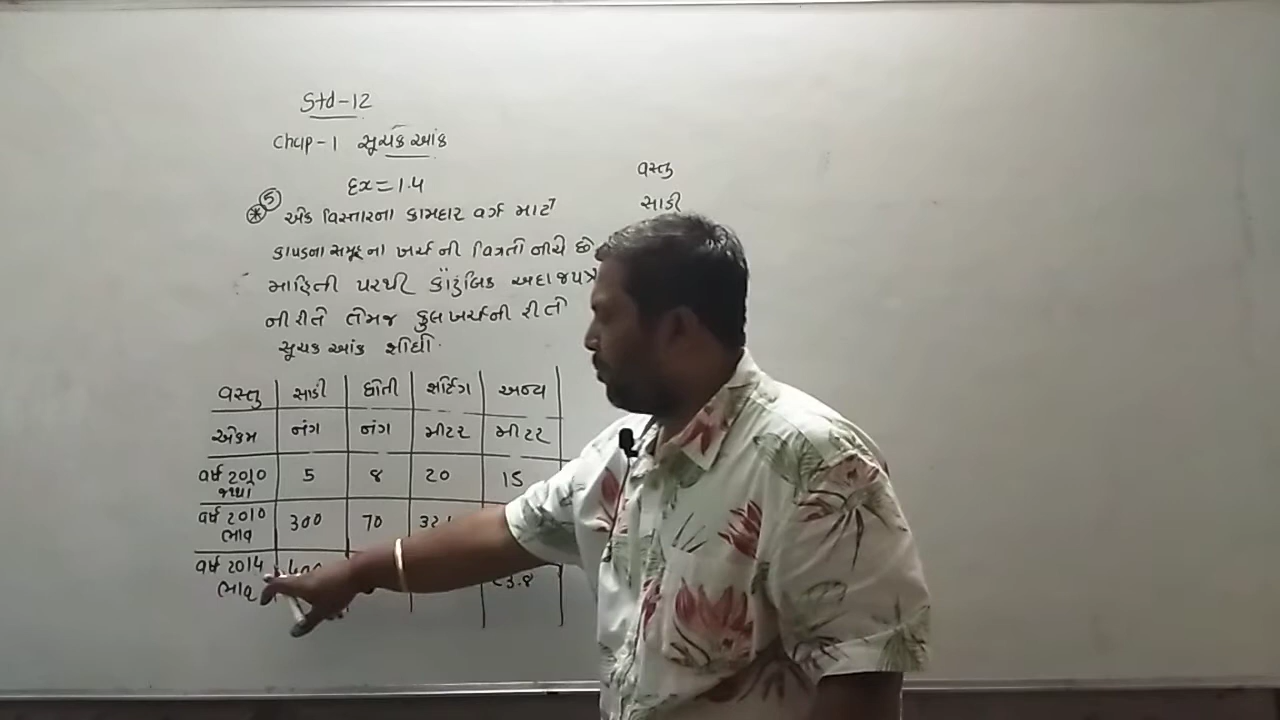 Std-12
Chap-1 સૂચક આંક
Ex=1.4
* 5 એક વિસ્તારના કામદાર વર્ગ માટે
કાપડના સમૂહ ના ખર્ચ ની વિગતો નીચે છે
માહિતી પરથી કૌટુંબિક અંદાજપત્ર
ની રીતે તેમજ કુલ ખર્ચની રીતે
સૂચક આંક શોધો.
વસ્તુ સાડી ધોતી શર્ટિંગ અન્ય
એકમ નંગ નંગ મીટર મીટર
વર્ષ 2010 જથ્થા 5 8 20 15
વર્ષ 2010 ભાવ 300 70
વર્ષ 2014 ભાવ
વસ્તુ
સાડી